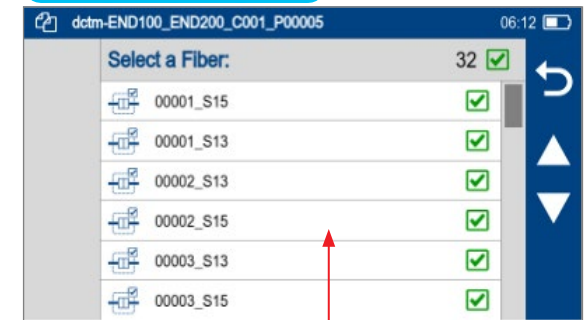 dctm-END100_END200_C001_P00005 06:12
Select a Fiber: 32
00001_S15
00001_S13
00002_S13
00002_S15
00003_S13
00003_S15